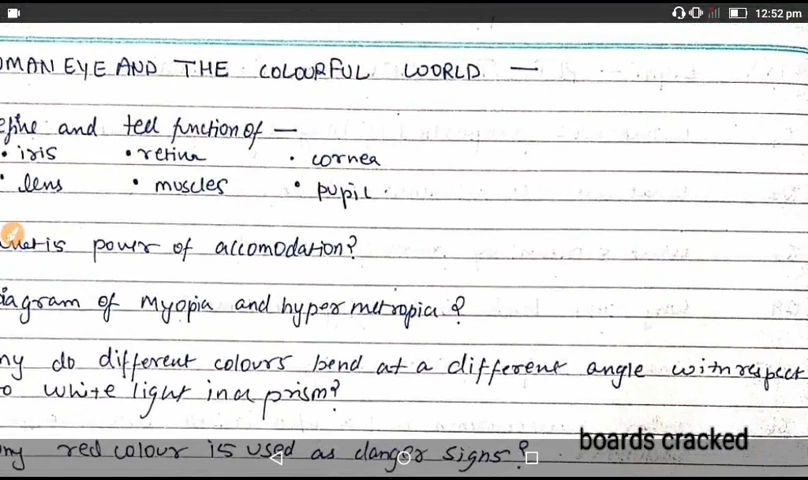 12:52 pm
OMAN EYE AND THE COLOURFUL WORLD —
efine and tell function of —
• iris • retina • cornea
• lens • muscles • pupil
is power of accomodation?
iagram of Myopia and hypermetropia?
hy do different colours bend at a different angle with respect
to white light in a prism?
boards cracked
hy red colour is used as danger signs?